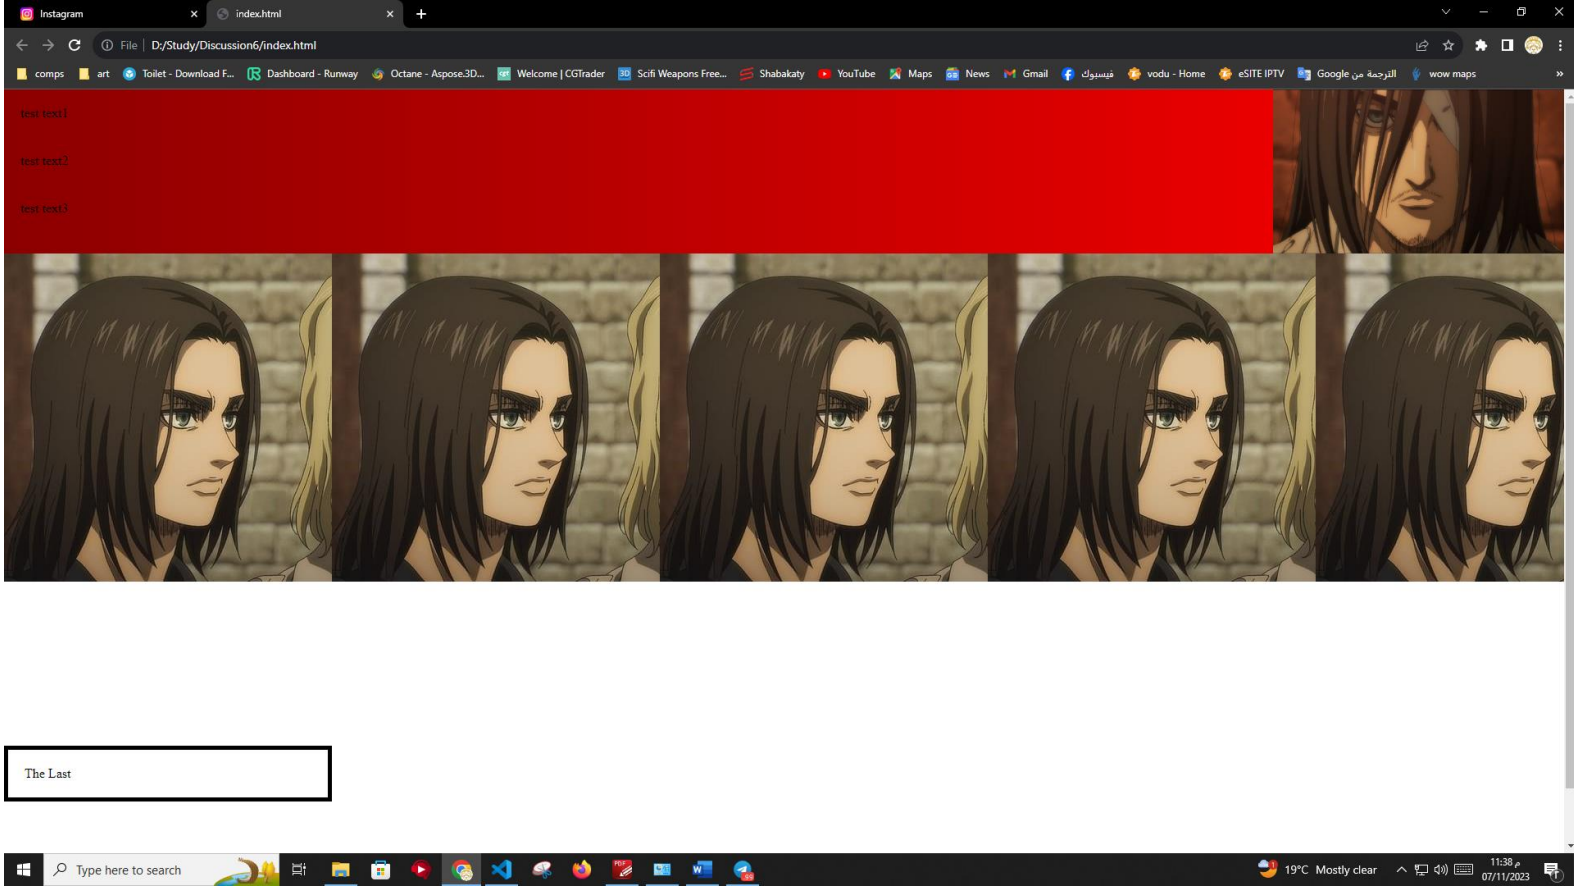 Instagram
index.html
File
D:/Study/Discussion6/index.html
comps
art
Toilet - Download F...
Dashboard - Runway
Octane - Aspose.3D...
Welcome | CGTrader
Scifi Weapons Free...
Shabakaty
YouTube
Maps
News
Gmail
فيسبوك
vodu - Home
eSITE IPTV
الترجمة من Google
wow maps
test text1
test text2
test text3
The Last
Type here to search
19°C Mostly clear
11:38 م
07/11/2023